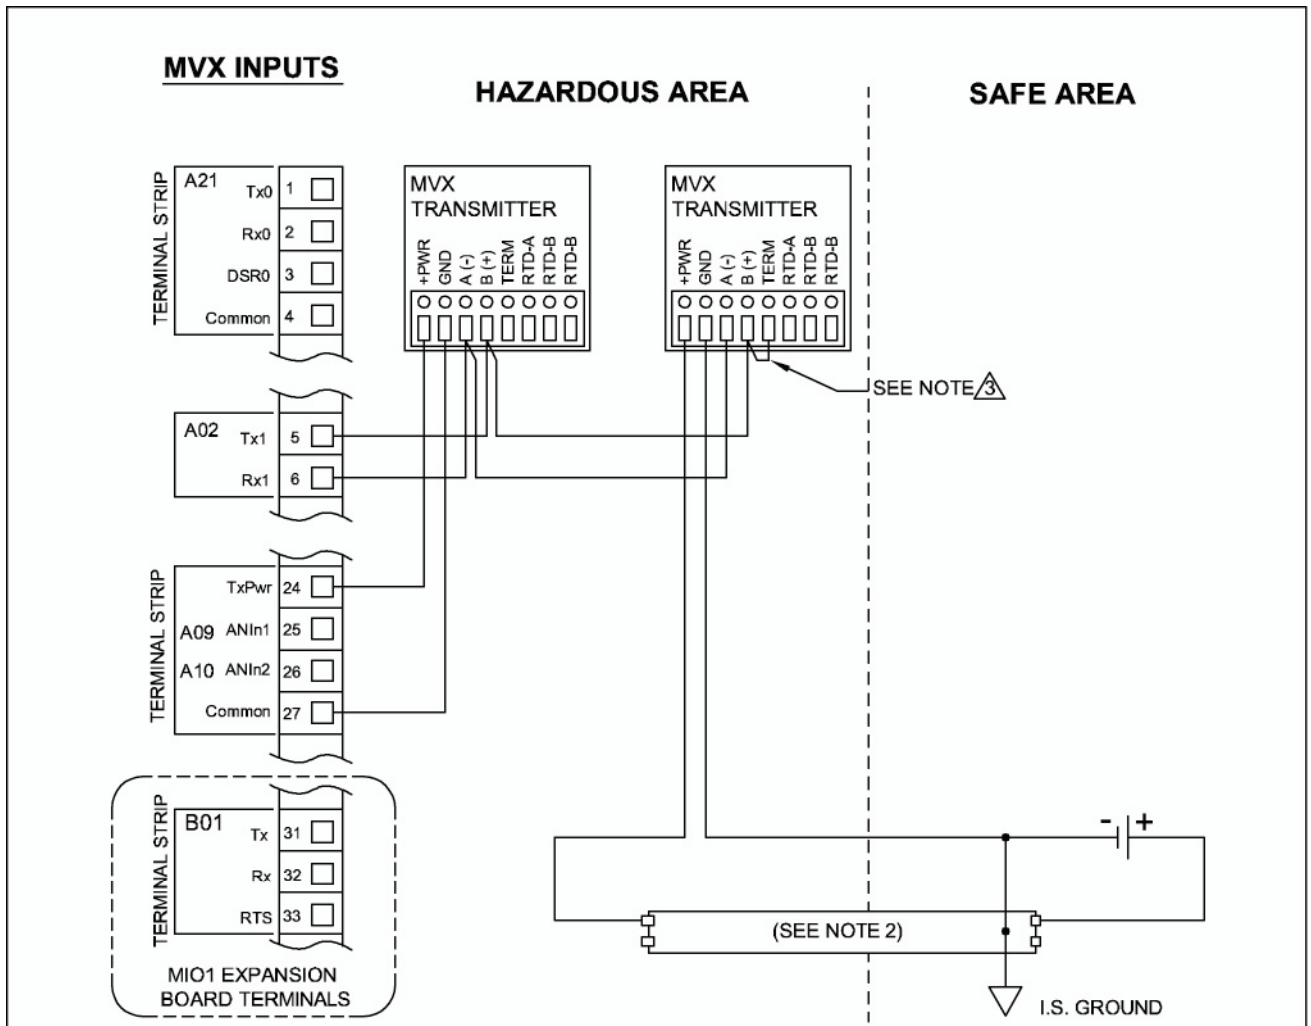 MVX INPUTS
HAZARDOUS AREA
SAFE AREA
TERMINAL STRIP
A21
Tx0 1
Rx0 2
DSR0 3
Common 4
MVX
TRANSMITTER
+PWR
GND
A (-)
B (+)
TERM
RTD-A
RTD-B
RTD-B
MVX
TRANSMITTER
+PWR
GND
A (-)
B (+)
TERM
RTD-A
RTD-B
RTD-B
SEE NOTE 3
A02
Tx1 5
Rx1 6
TERMINAL STRIP
TxPwr 24
A09 ANIn1 25
A10 ANIn2 26
Common 27
TERMINAL STRIP
B01
Tx 31
Rx 32
RTS 33
MIO1 EXPANSION
BOARD TERMINALS
- +
(SEE NOTE 2)
I.S. GROUND